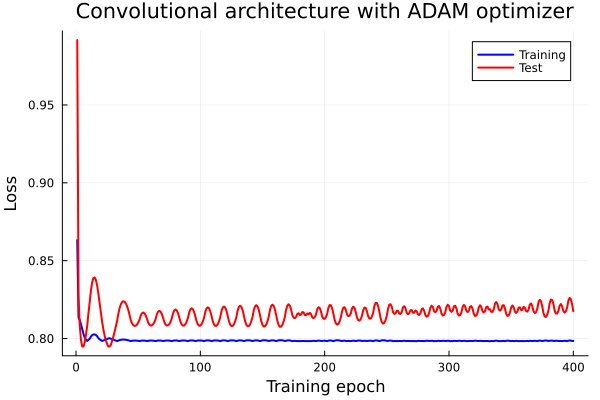 Convolutional architecture with ADAM optimizer
Training
Test
0.95
0.90
0.85
0.80
Loss
0
100
200
300
400
Training epoch